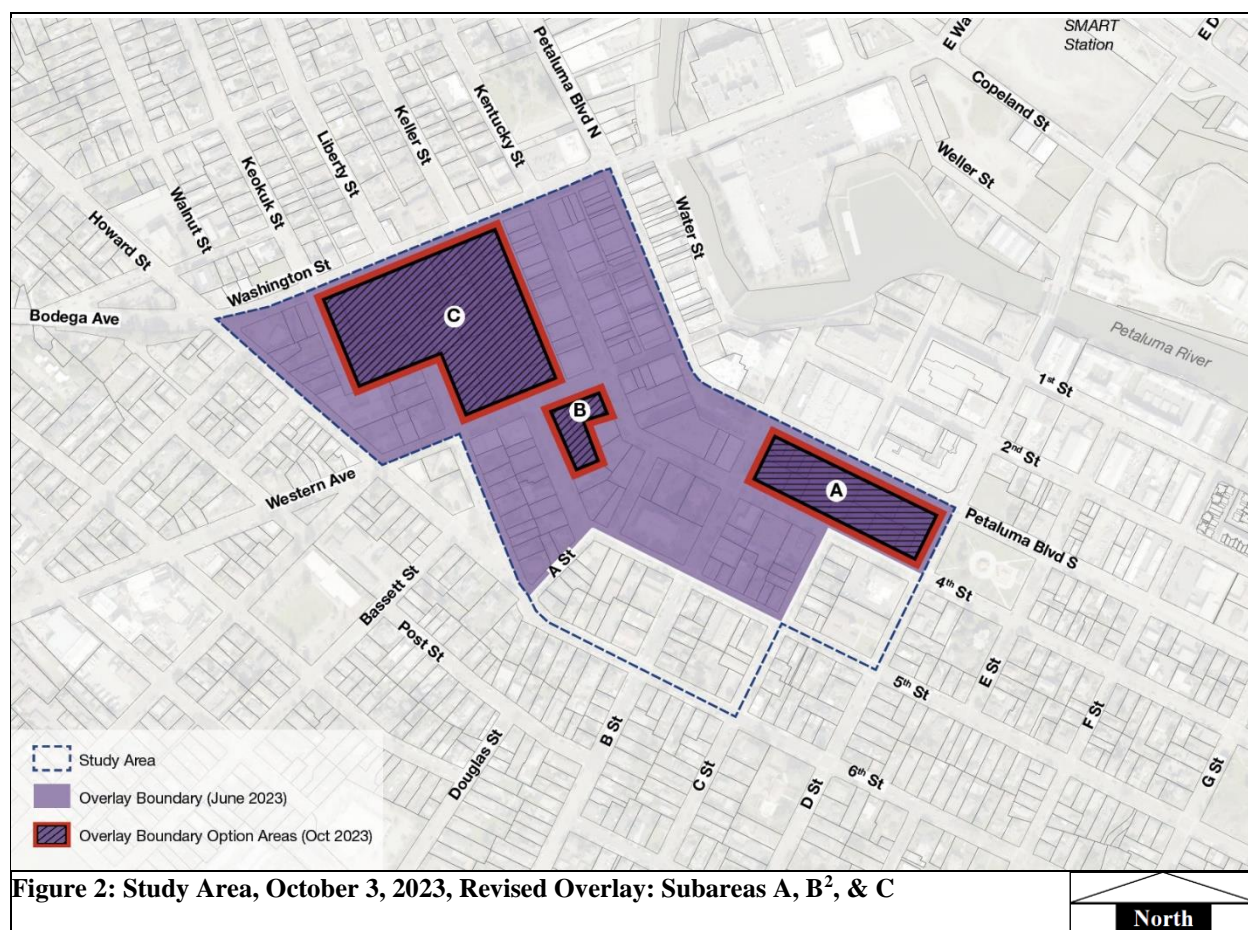 SMART
Station
E Wa
E D
Copeland St
Petaluma Blvd N
Kentucky St
Keller St
Liberty St
Keokuk St
Walnut St
Howard St
Weller St
Water St
Washington St
Bodega Ave
C
Petaluma River
B
1st St
2nd St
A
Western Ave
Petaluma Blvd S
A St
4th St
Bassett St
Post St
5th St
E St
F St
G St
B St
Douglas St
C St
D St
6th St
Study Area
Overlay Boundary (June 2023)
Overlay Boundary Option Areas (Oct 2023)
Figure 2: Study Area, October 3, 2023, Revised Overlay: Subareas A, B², & C
North